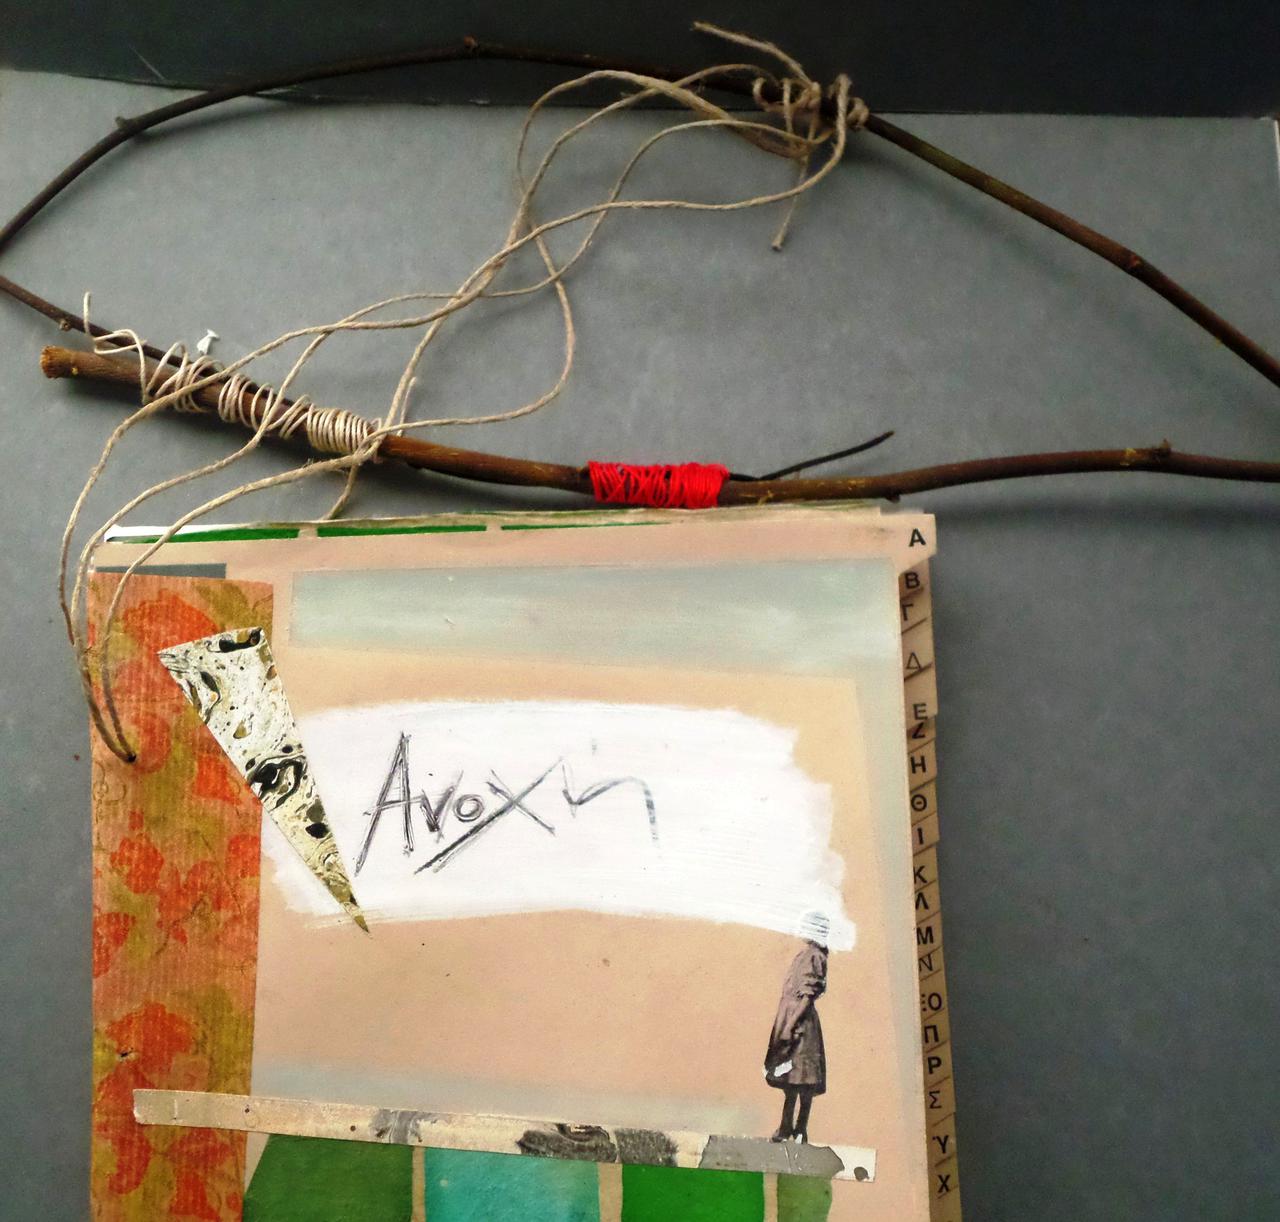 Ανοχή
Α
Β
Γ
Δ
Ε
Ζ
Η
Θ
Ι
Κ
Λ
Μ
Ν
Ξ
Ο
Π
Ρ
Σ
Υ
Χ